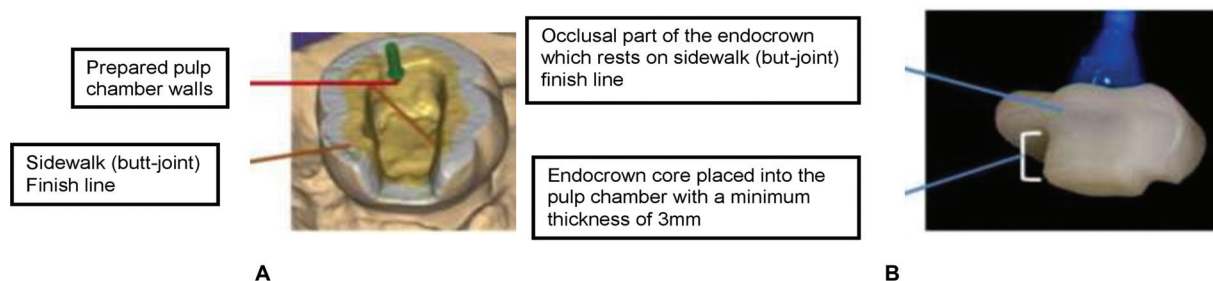 Prepared pulp
chamber walls
Sidewalk (butt-joint)
Finish line
Occlusal part of the endocrown
which rests on sidewalk (but-joint)
finish line
Endocrown core placed into the
pulp chamber with a minimum
thickness of 3mm
A
B